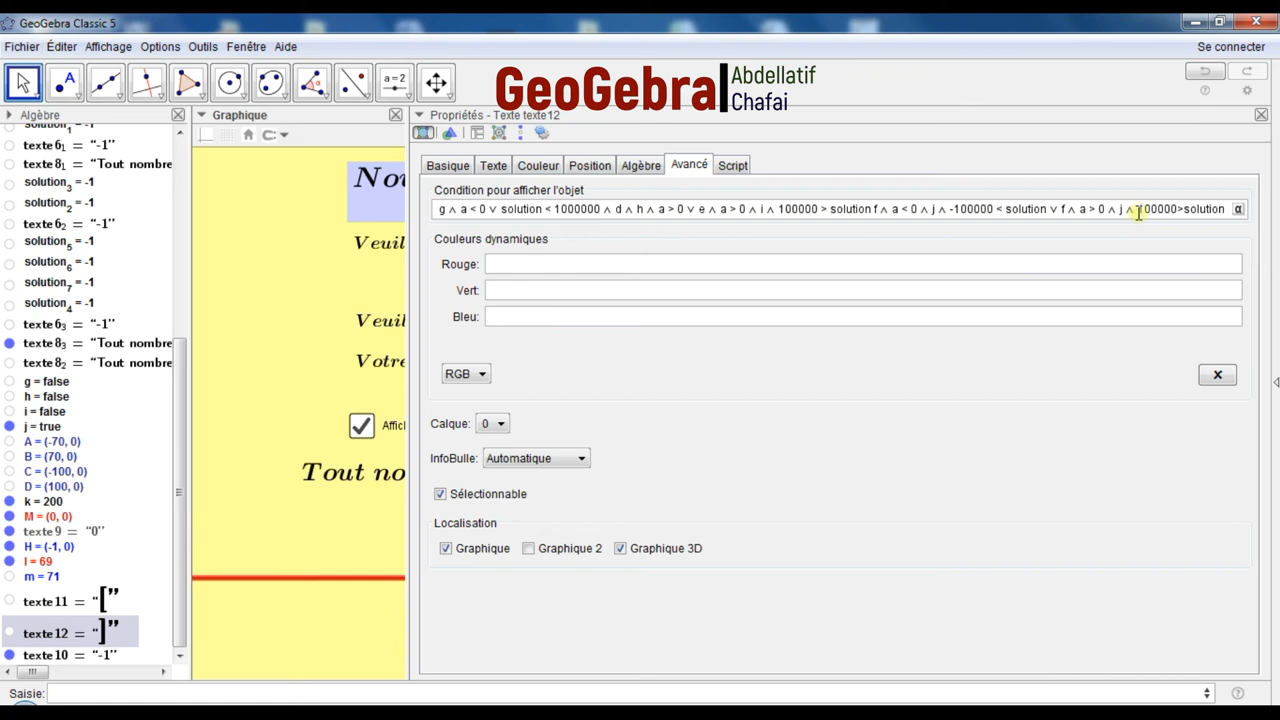 GeoGebra Classic 5
Fichier Éditer Affichage Options Outils Fenêtre Aide
Se connecter
a = 2
GeoGebra
Abdellatif
Chafai
Algèbre
Graphique
Propriétés - Texte texte12
solution1 = -1
texte61 = “-1”
texte81 = “Tout nombre
solution3 = -1
solution2 = -1
texte62 = “-1”
solution5 = -1
solution6 = -1
solution7 = -1
solution4 = -1
texte63 = “-1”
texte83 = “Tout nombre
texte82 = “Tout nombre
g = false
h = false
i = false
j = true
A = (-70, 0)
B = (70, 0)
C = (-100, 0)
D = (100, 0)
k = 200
M = (0, 0)
texte9 = “0”
H = (-1, 0)
l = 69
m = 71
texte11 = “[”
texte12 = “]”
texte10 = “-1”
Nou
Veuil
Veuil
Votre
Affic
Tout no
Basique Texte Couleur Position Algèbre Avancé Script
Condition pour afficher l'objet
g ∧ a < 0 ∨ solution < 1000000 ∧ d ∧ h ∧ a > 0 ∨ e ∧ a > 0 ∧ i ∧ 100000 > solution f ∧ a < 0 ∧ j ∧ -100000 < solution ∨ f ∧ a > 0 ∧ j ∧ 100000>solution α
Couleurs dynamiques
Rouge:
Vert:
Bleu:
RGB
Calque: 0
InfoBulle: Automatique
Sélectionnable
Localisation
Graphique Graphique 2 Graphique 3D
Saisie: